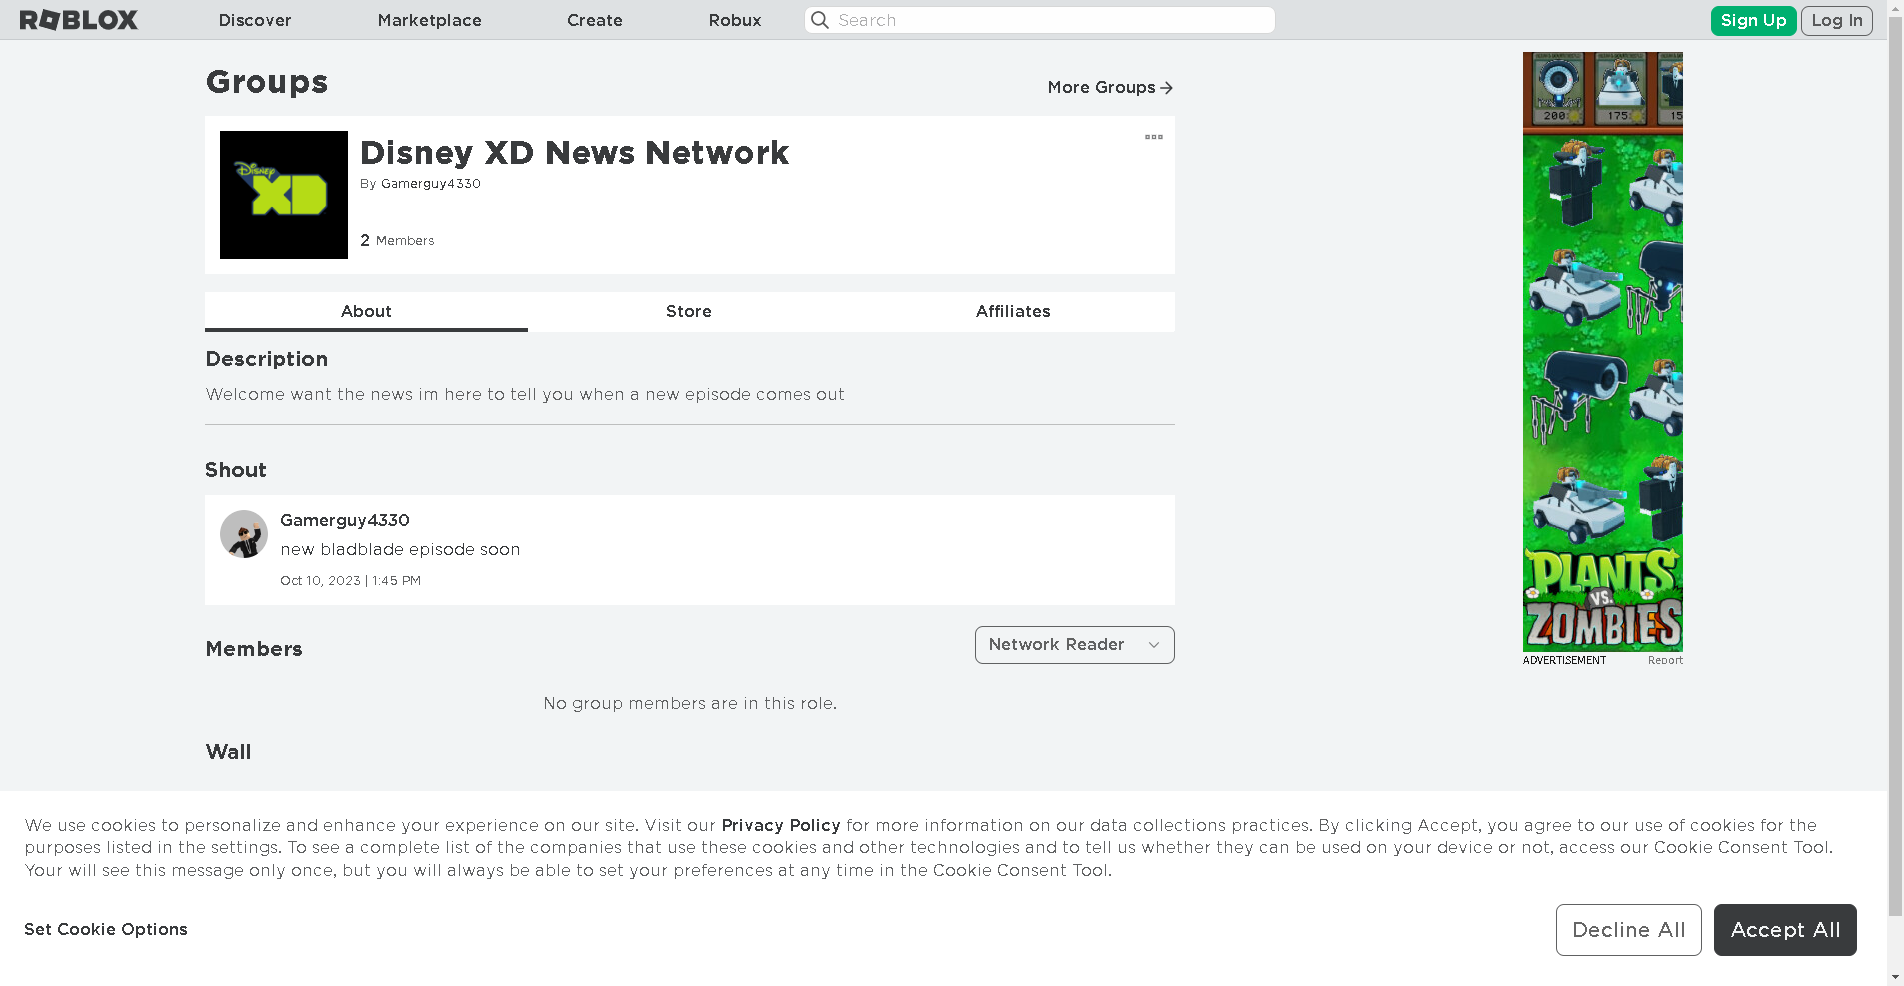 ROBLOX
Discover
Marketplace
Create
Robux
Search
Sign Up
Log In
Groups
More Groups
Disney XD
Disney XD News Network
By Gamerguy4330
2 Members
About
Store
Affiliates
Description
Welcome want the news im here to tell you when a new episode comes out
Shout
Gamerguy4330
new bladblade episode soon
Oct 10, 2023 | 1:45 PM
Members
Network Reader
No group members are in this role.
Wall
200
175
15
PLANTS
VS.
ZOMBIES
ADVERTISEMENT
Report
We use cookies to personalize and enhance your experience on our site. Visit our Privacy Policy for more information on our data collections practices. By clicking Accept, you agree to our use of cookies for the
purposes listed in the settings. To see a complete list of the companies that use these cookies and other technologies and to tell us whether they can be used on your device or not, access our Cookie Consent Tool.
Your will see this message only once, but you will always be able to set your preferences at any time in the Cookie Consent Tool.
Set Cookie Options
Decline All
Accept All